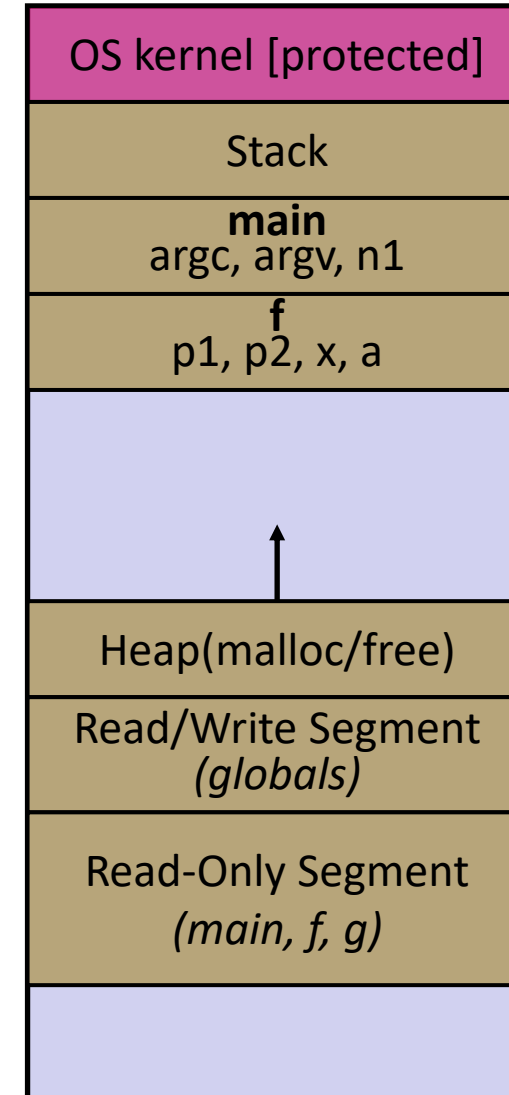 OS kernel [protected]
Stack
main
argc, argv, n1
f
p1, p2, x, a
Heap(malloc/free)
Read/Write Segment
(globals)
Read-Only Segment
(main, f, g)